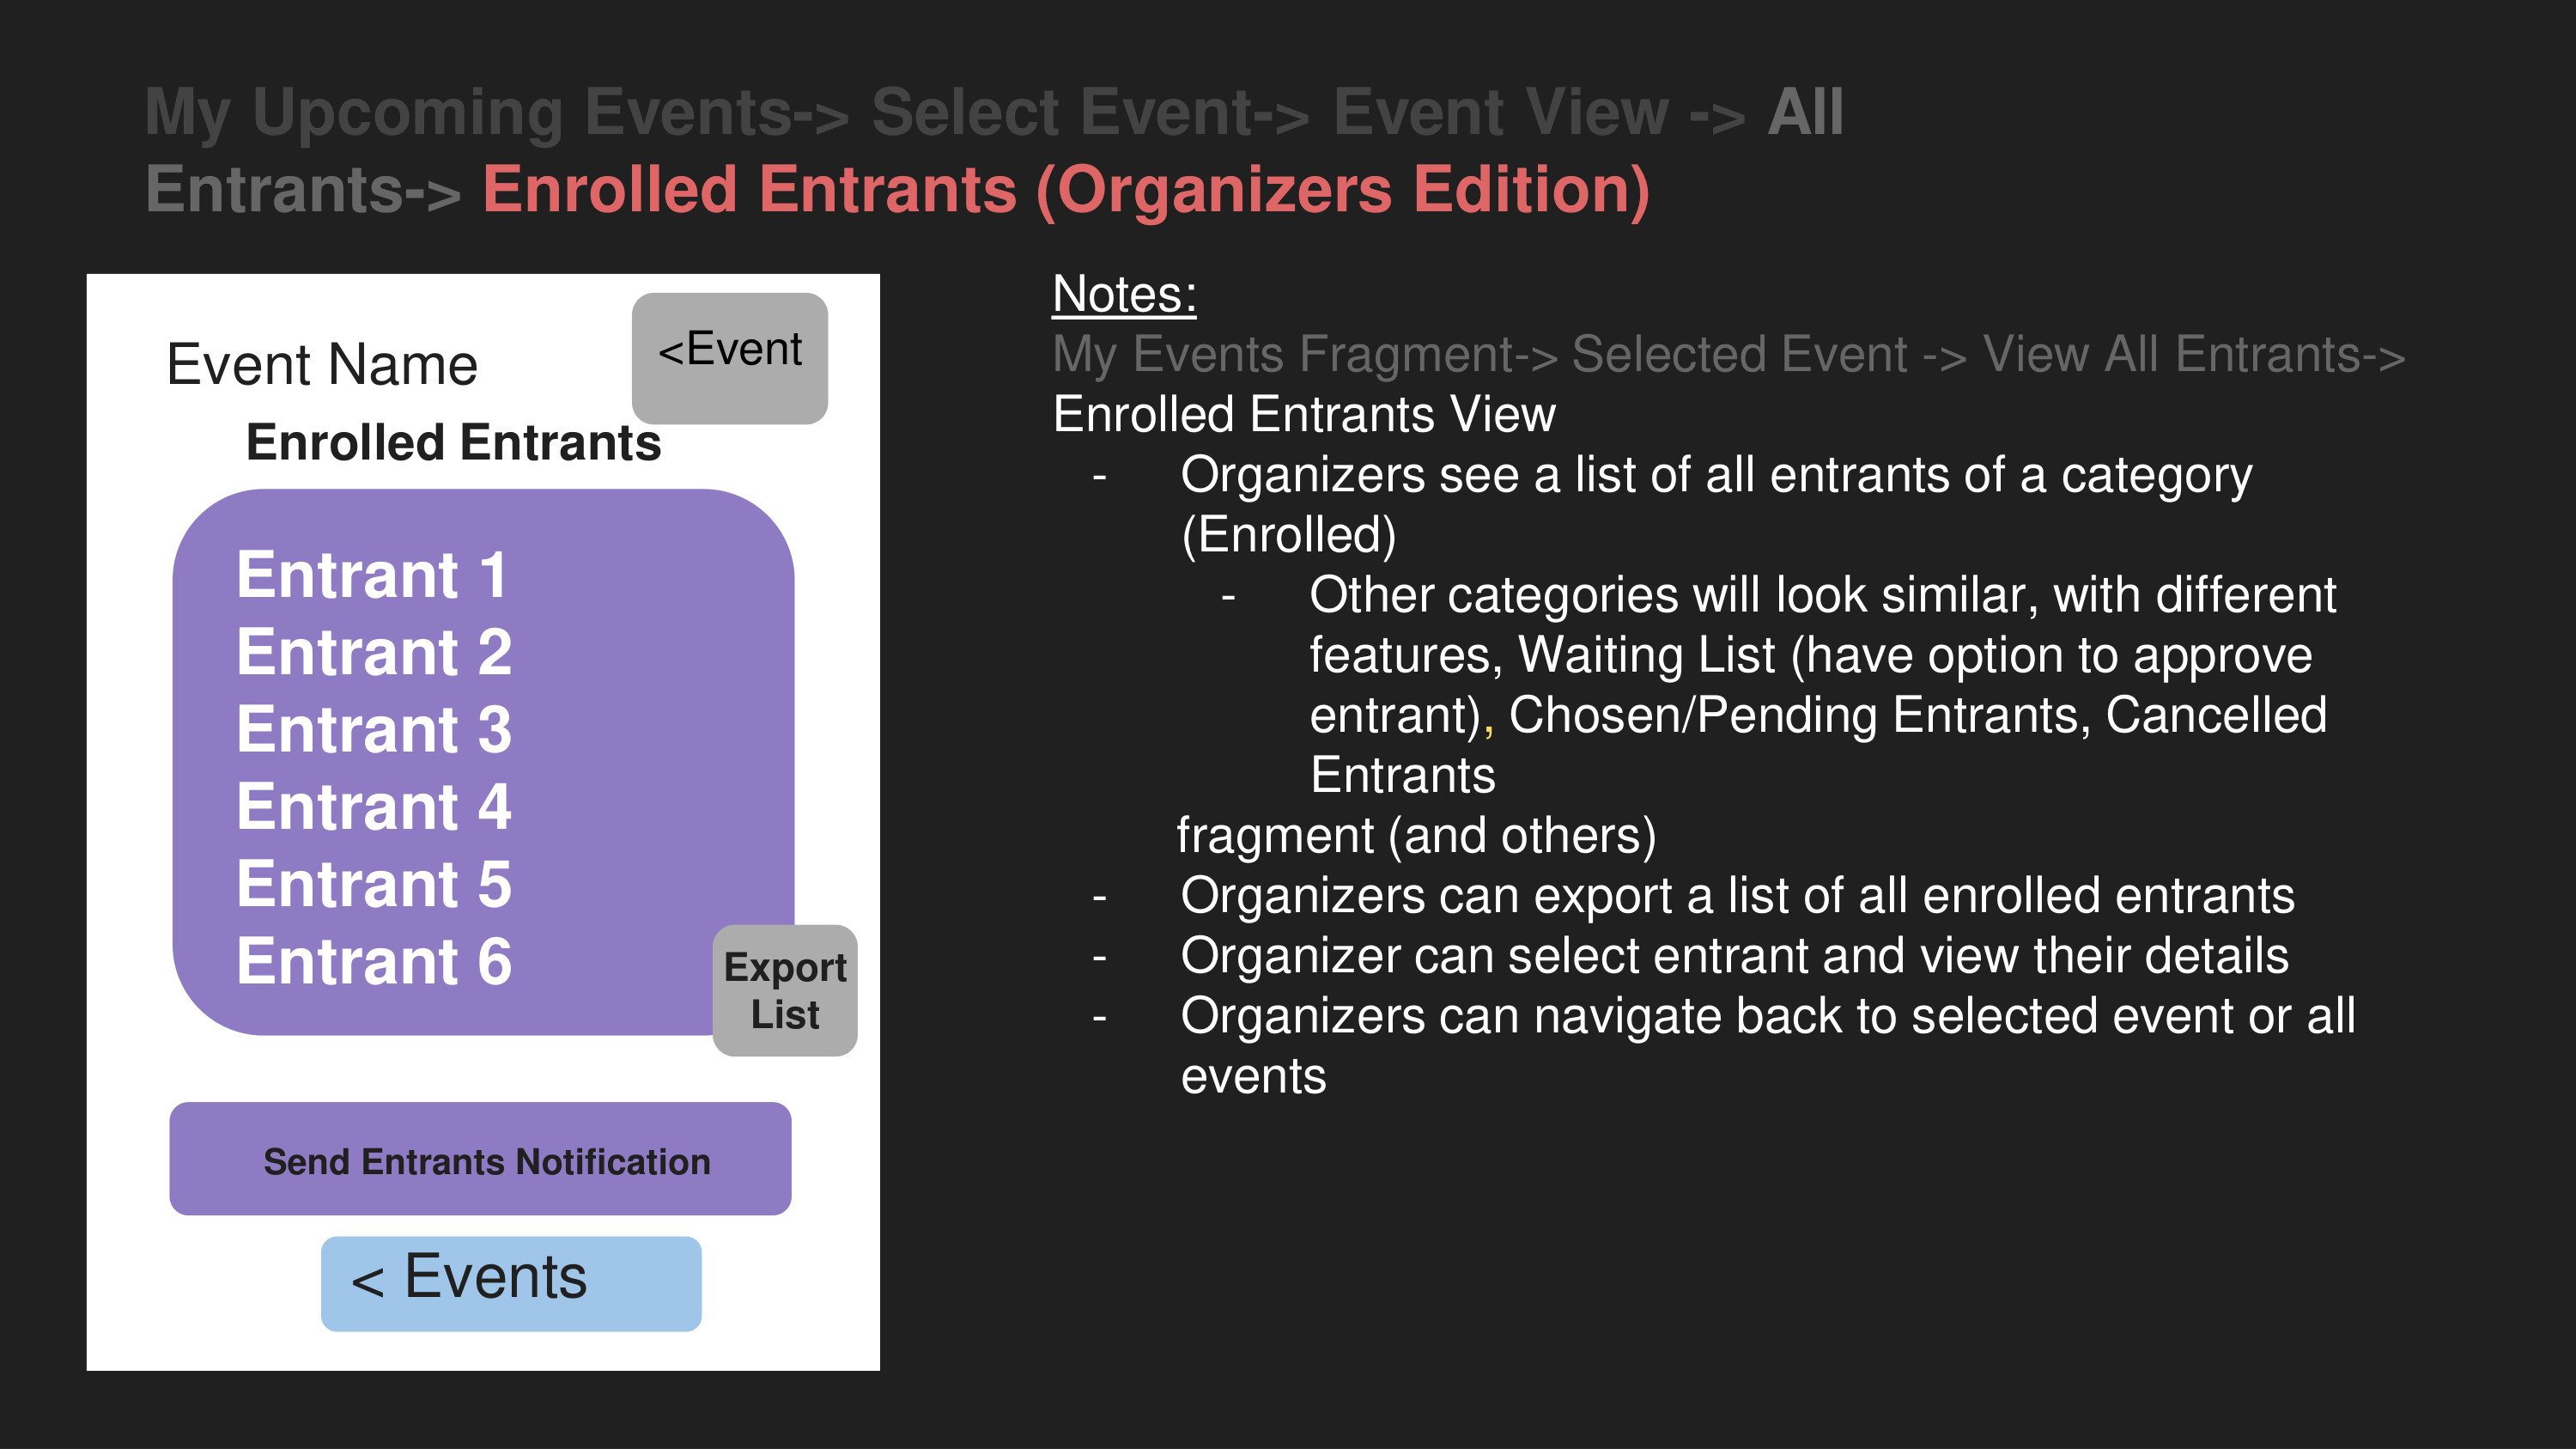 My Upcoming Events-> Select Event-> Event View -> All
Entrants-> Enrolled Entrants (Organizers Edition)
Event Name
<Event
Enrolled Entrants
Entrant 1
Entrant 2
Entrant 3
Entrant 4
Entrant 5
Entrant 6
Export
List
Send Entrants Notification
< Events
Notes:
My Events Fragment-> Selected Event -> View All Entrants->
Enrolled Entrants View
- Organizers see a list of all entrants of a category
(Enrolled)
- Other categories will look similar, with different
features, Waiting List (have option to approve
entrant), Chosen/Pending Entrants, Cancelled
Entrants
fragment (and others)
- Organizers can export a list of all enrolled entrants
- Organizer can select entrant and view their details
- Organizers can navigate back to selected event or all
events